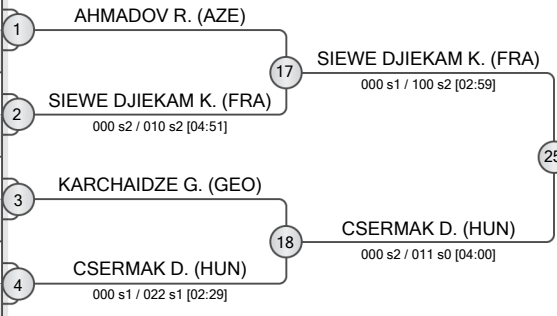 AHMADOV R. (AZE)
1
17
SIEWE DJIEKAM K. (FRA)
000 s1 / 100 s2 [02:59]
SIEWE DJIEKAM K. (FRA)
2
000 s2 / 010 s2 [04:51]
25
KARCHAIDZE G. (GEO)
3
18
CSERMAK D. (HUN)
000 s2 / 011 s0 [04:00]
CSERMAK D. (HUN)
4
000 s1 / 022 s1 [02:29]